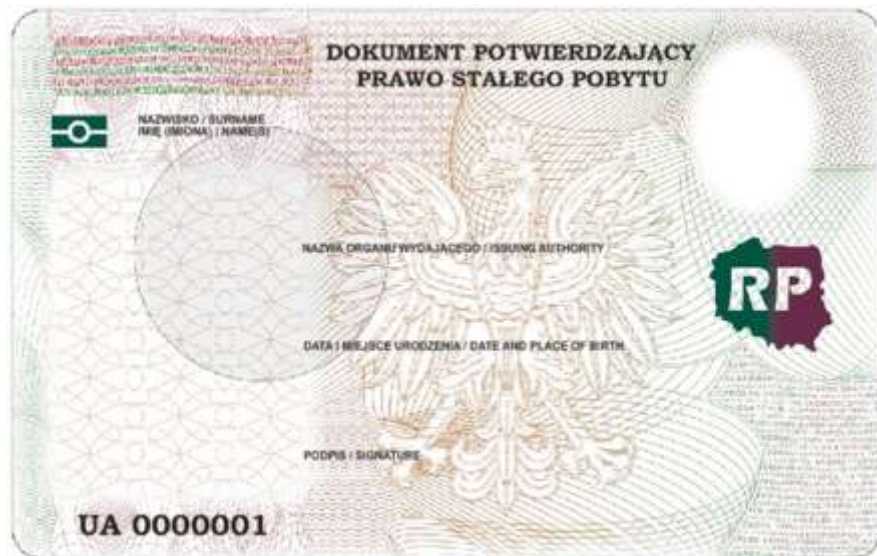 DOKUMENT POTWIERDZAJĄCY
PRAWO STAŁEGO POBYTU
NAZWISKO / SURNAME
IMIĘ (IMIONA) / NAME(S)
NAZWA ORGANU WYDAJĄCEGO / ISSUING AUTHORITY
RP
DATA I MIEJSCE URODZENIA / DATE AND PLACE OF BIRTH
PODPIS / SIGNATURE
UA 0000001